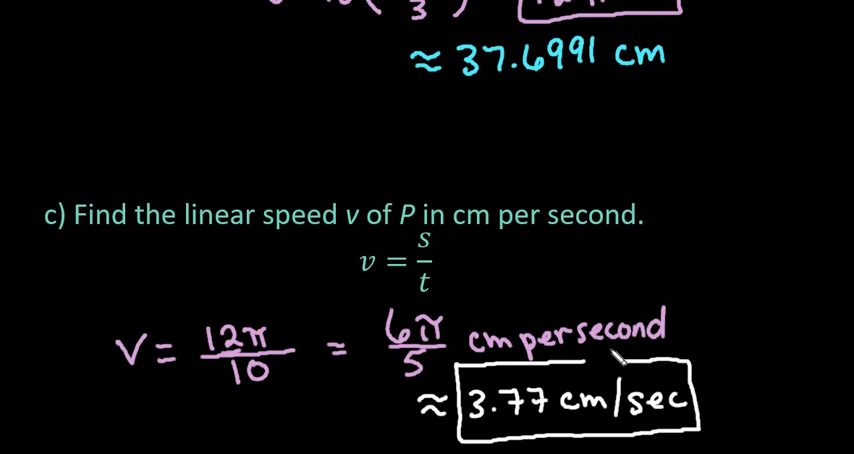 3
≈ 37.6991 cm
c) Find the linear speed v of P in cm per second.
v = s/t
V = 12π/10 = 6π/5 cm per second
≈ 3.77 cm/sec